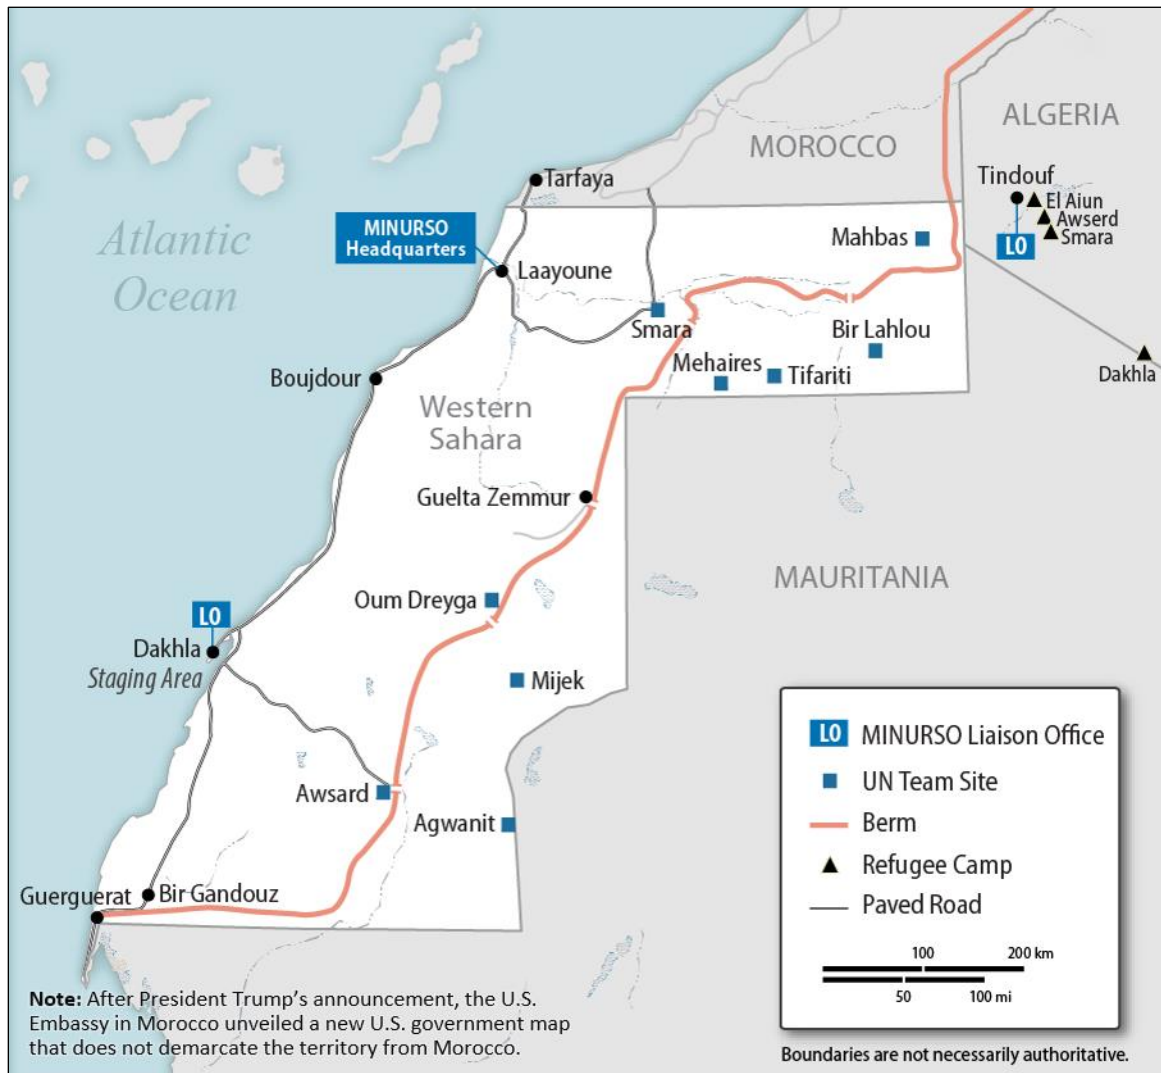 ALGERIA
MOROCCO
Tindouf
Tarfaya
El Aiun
Awserd
Smara
LO
MINURSO
Headquarters
Mahbas
Atlantic
Ocean
Laayoune
Smara
Bir Lahlou
Mehaires
Tifariti
Dakhla
Boujdour
Western
Sahara
Guelta Zemmur
MAURITANIA
Oum Dreyga
LO
Dakhla
Staging Area
Mijek
Awsard
Agwanit
Guerguerat
Bir Gandouz
LO MINURSO Liaison Office
UN Team Site
Berm
Refugee Camp
Paved Road
100 200 km
50 100 mi
Note: After President Trump’s announcement, the U.S.
Embassy in Morocco unveiled a new U.S. government map
that does not demarcate the territory from Morocco.
Boundaries are not necessarily authoritative.